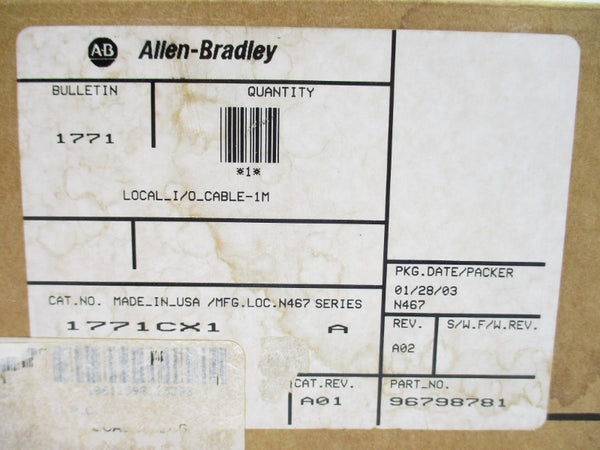 AB Allen-Bradley
BULLETIN
1771
QUANTITY
*1*
LOCAL_I/O_CABLE-1M
PKG.DATE/PACKER
01/28/03
N467
CAT.NO. MADE_IN_USA /MFG.LOC.N467 SERIES
1771CX1 A
REV.
A02
S/W.F/W.REV.
CAT.REV.
A01
PART_NO.
96798781